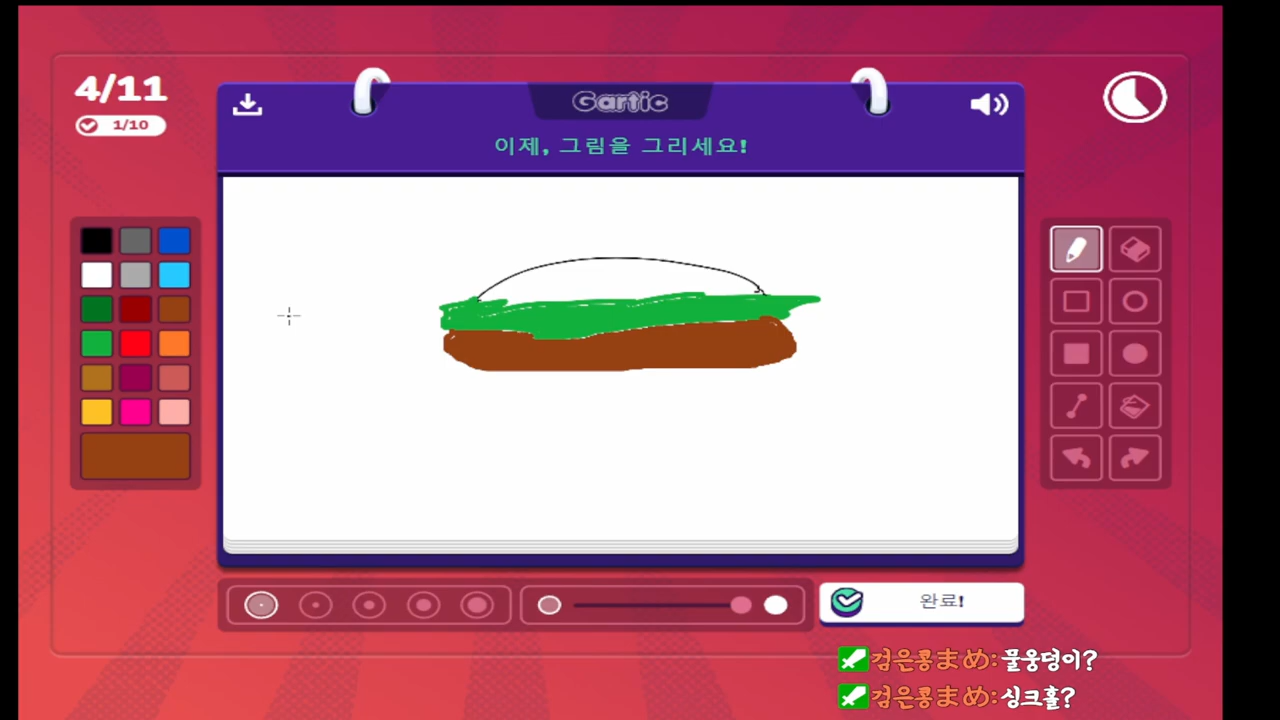 4/11
1/10
Gartic
이제, 그림을 그리세요!
완료!
검은콩まめ: 물웅덩이?
검은콩まめ: 싱크홀?